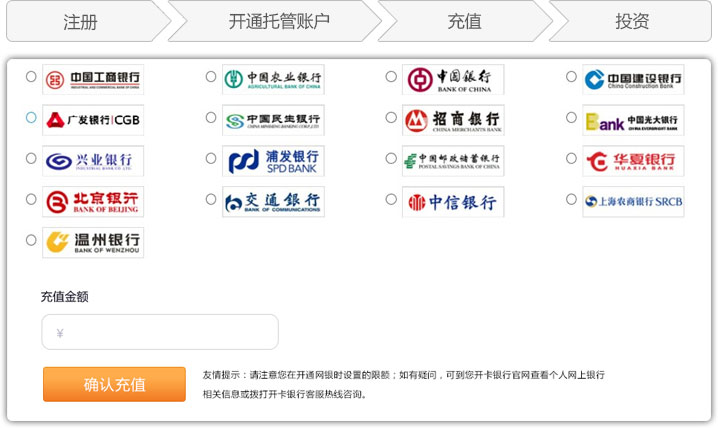 注册
开通托管账户
充值
投资
中国工商银行
INDUSTRIAL AND COMMERCIAL BANK OF CHINA
中国农业银行
AGRICULTURAL BANK OF CHINA
中国银行
BANK OF CHINA
中国建设银行
China Construction Bank
广发银行|CGB
中国民生银行
CHINA MINSHENG BANKING CORP., LTD
招商银行
CHINA MERCHANTS BANK
Bank 中国光大银行
CHINA EVERBRIGHT BANK
兴业银行
INDUSTRIAL BANK CO.,LTD.
浦发银行
SPD BANK
中国邮政储蓄银行
POSTAL SAVINGS BANK OF CHINA
华夏银行
HUAXIA BANK
北京银行
BANK OF BEIJING
交通銀行
BANK OF COMMUNICATIONS
中信银行
上海农商银行 SRCB
温州银行
BANK OF WENZHOU
充值金额
¥
确认充值
友情提示：请注意您在开通网银时设置的限额；如有疑问，可到您开卡银行官网查看个人网上银行
相关信息或拨打开卡银行客服热线咨询。